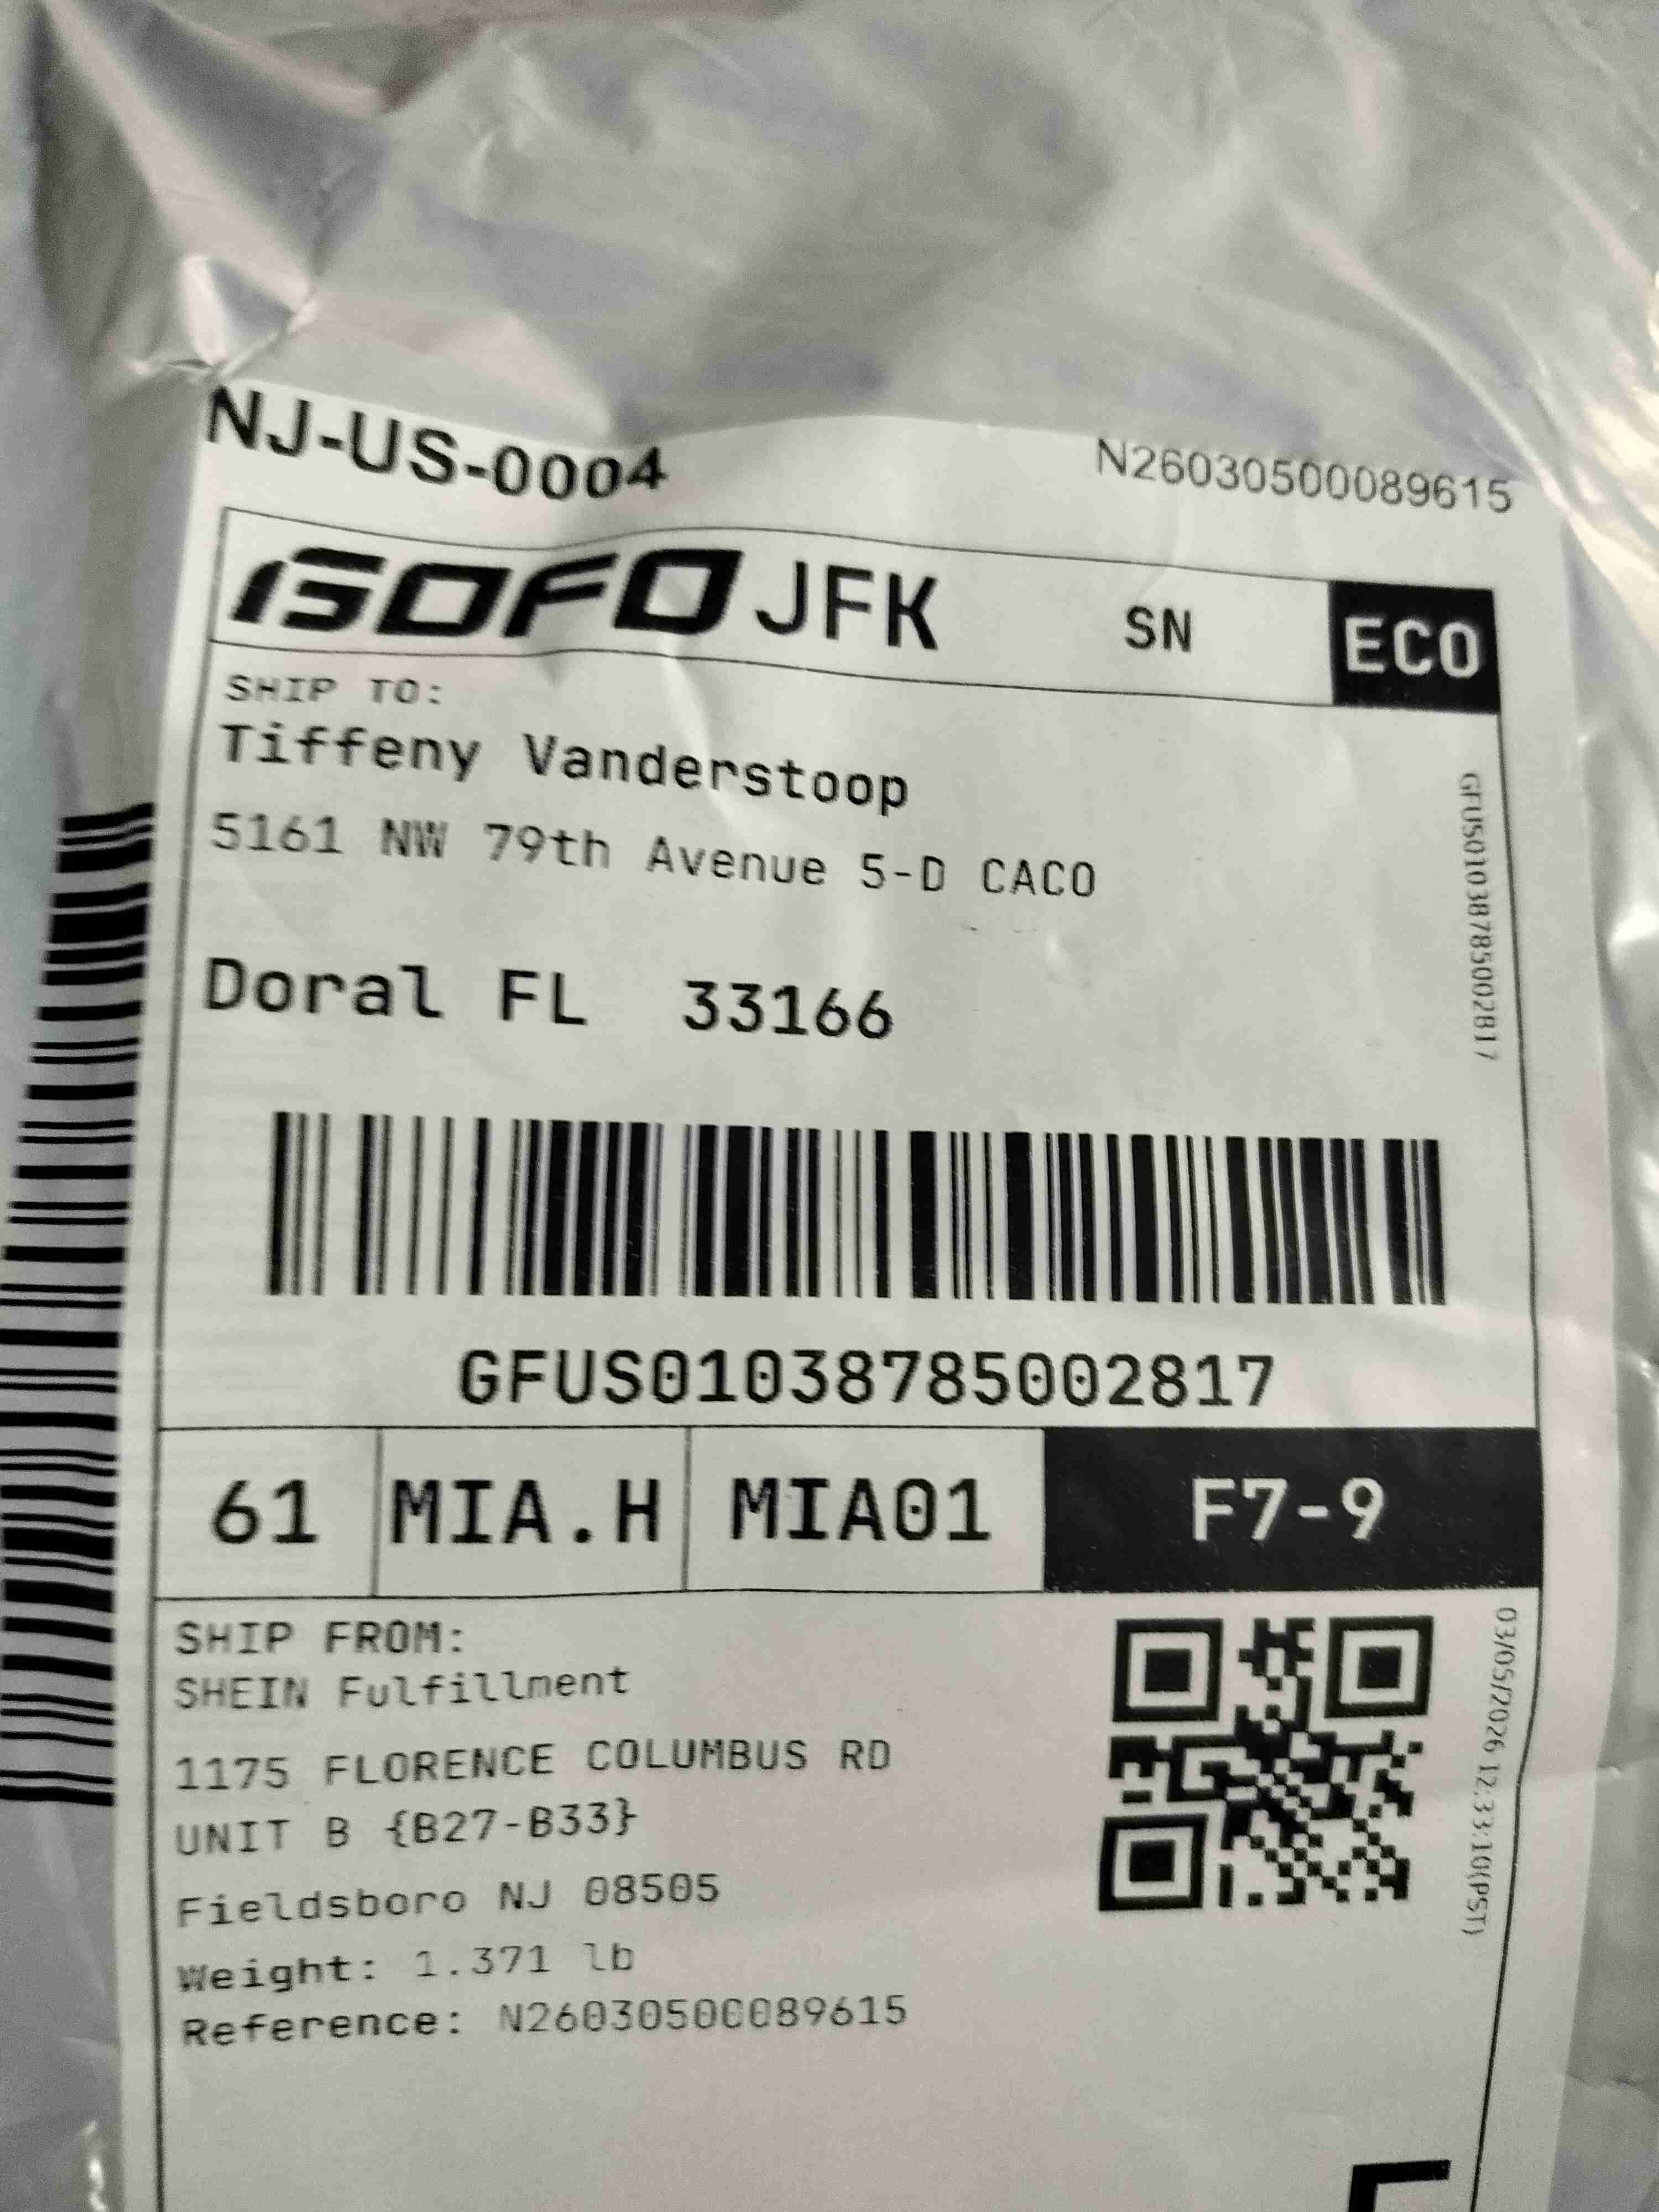 NJ-US-0004
N26030500089615
GOFO JFK SN ECO
SHIP TO:
Tiffeny Vanderstoop
5161 NW 79th Avenue 5-D CACO
Doral FL 33166
GFUS01038785002817
GFUS01038785002817
61 MIA.H MIA01 F7-9
SHIP FROM:
SHEIN Fulfillment
1175 FLORENCE COLUMBUS RD
UNIT B {B27-B33}
Fieldsboro NJ 08505
Weight: 1.371 lb
Reference: N26030500089615
03/05/2026 12:33:10(PST)